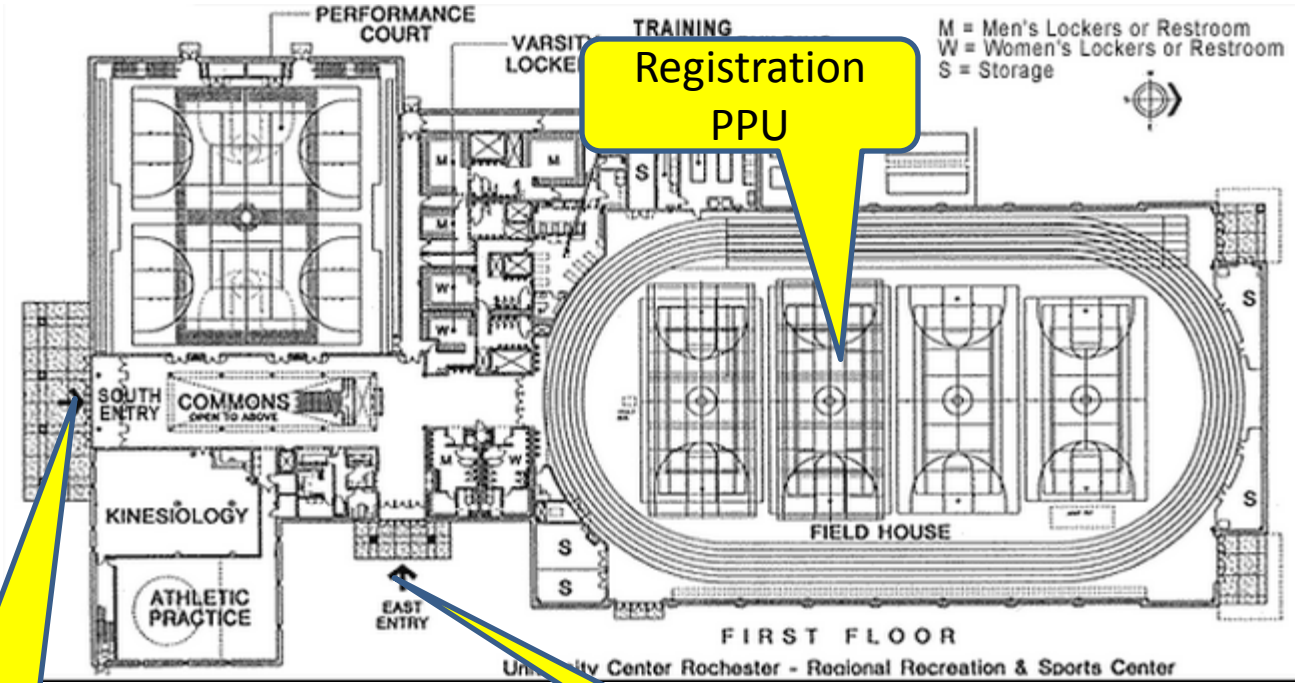 PERFORMANCE
COURT
VARSITY
TRAINING
M = Men's Lockers or Restroom
W = Women's Lockers or Restroom
S = Storage
Registration
PPU
M
M
S
M
W
W
S
SOUTH
ENTRY
COMMONS
OPEN TO ABOVE
M
W
S
KINESIOLOGY
FIELD HOUSE
S
S
ATHLETIC
PRACTICE
EAST
ENTRY
FIRST FLOOR
Center Rochester - Regional Recreation & Sports Center